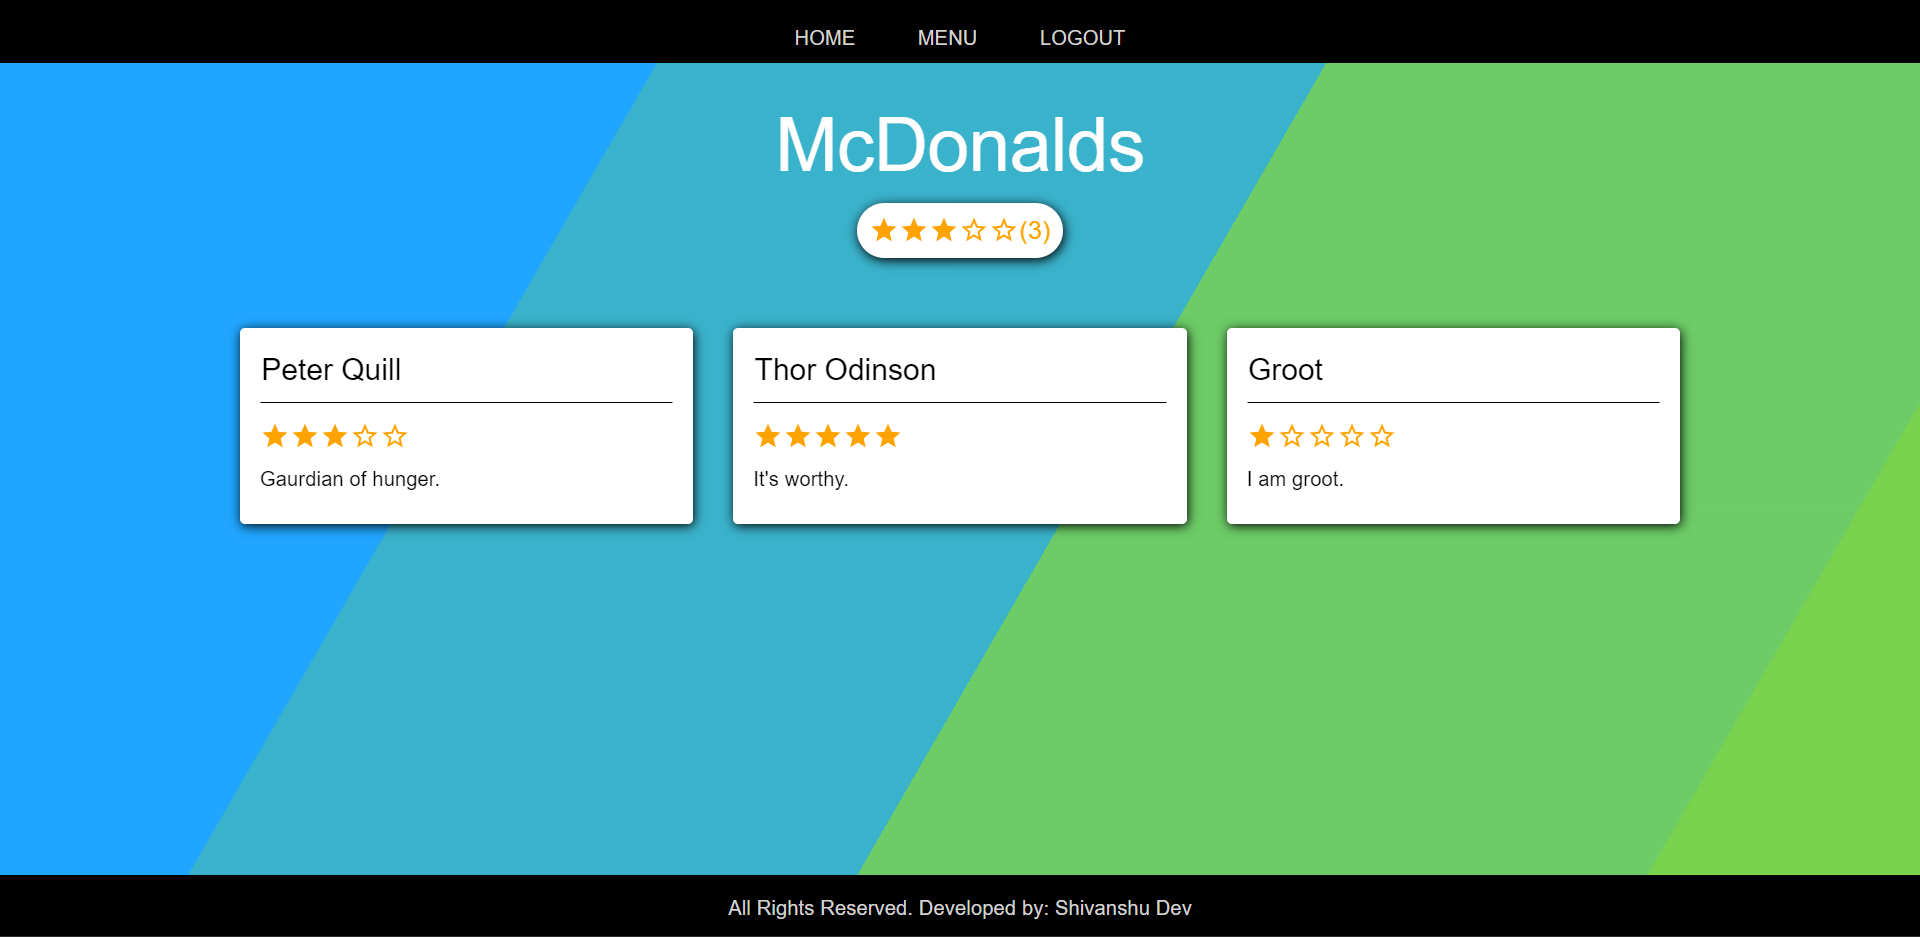 HOME MENU LOGOUT
McDonalds
(3)
Peter Quill
Gaurdian of hunger.
Thor Odinson
It's worthy.
Groot
I am groot.
All Rights Reserved. Developed by: Shivanshu Dev